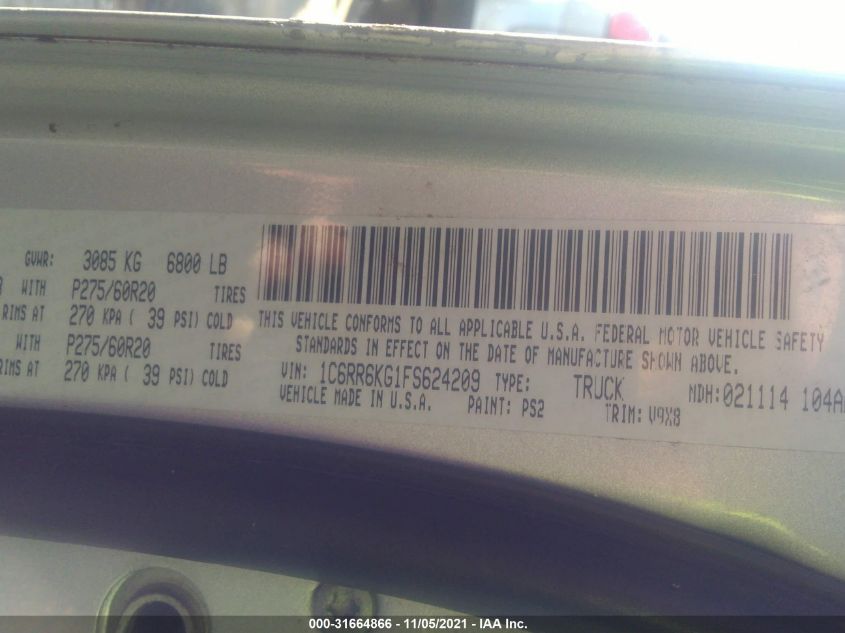 GVWR: 3085 KG 6800 LB
WITH P275/60R20 TIRES
RIMS AT 270 KPA ( 39 PSI) COLD
WITH P275/60R20 TIRES
RIMS AT 270 KPA ( 39 PSI) COLD
THIS VEHICLE CONFORMS TO ALL APPLICABLE U.S.A. FEDERAL MOTOR VEHICLE SAFETY
STANDARDS IN EFFECT ON THE DATE OF MANUFACTURE SHOWN ABOVE.
VIN: 1C6RR6KG1FS624209 TYPE: TRUCK MDH:021114 104A
VEHICLE MADE IN U.S.A. PAINT: PS2 TRIM: V9X8
000-31664866 - 11/05/2021 - IAA Inc.